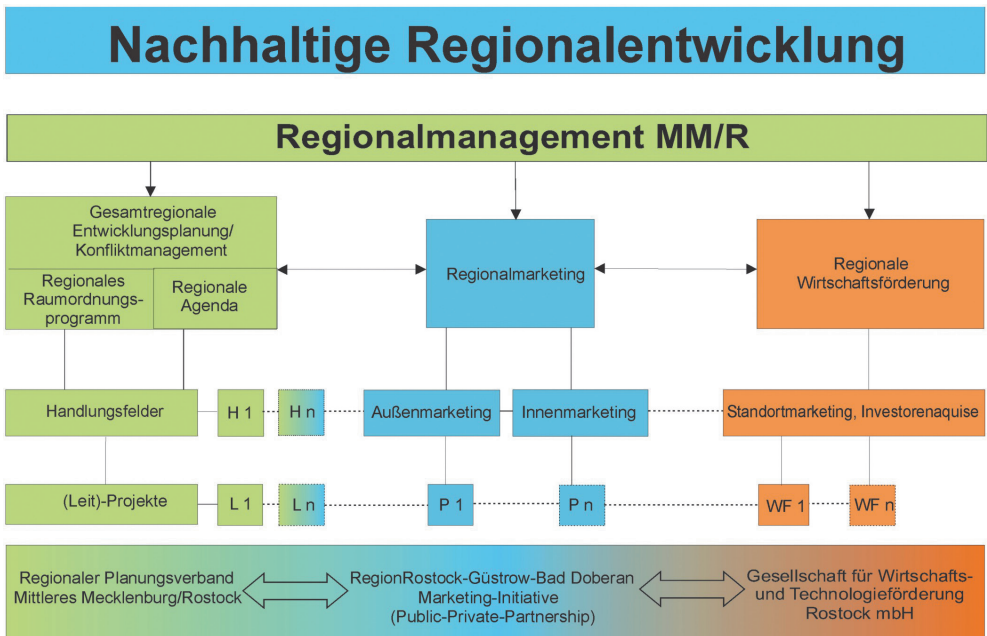 Nachhaltige Regionalentwicklung
Regionalmanagement MM/R
Gesamtregionale
Entwicklungsplanung/
Konfliktmanagement
Regionales
Raumordnungs-
programm
Regionale
Agenda
Regionalmarketing
Regionale
Wirtschaftsförderung
Handlungsfelder
H 1
H n
Außenmarketing
Innenmarketing
Standortmarketing, Investorenaquise
(Leit)-Projekte
L 1
L n
P 1
P n
WF 1
WF n
Regionaler Planungsverband
Mittleres Mecklenburg/Rostock
RegionRostock-Güstrow-Bad Doberan
Marketing-Initiative
(Public-Private-Partnership)
Gesellschaft für Wirtschafts-
und Technologieförderung
Rostock mbH